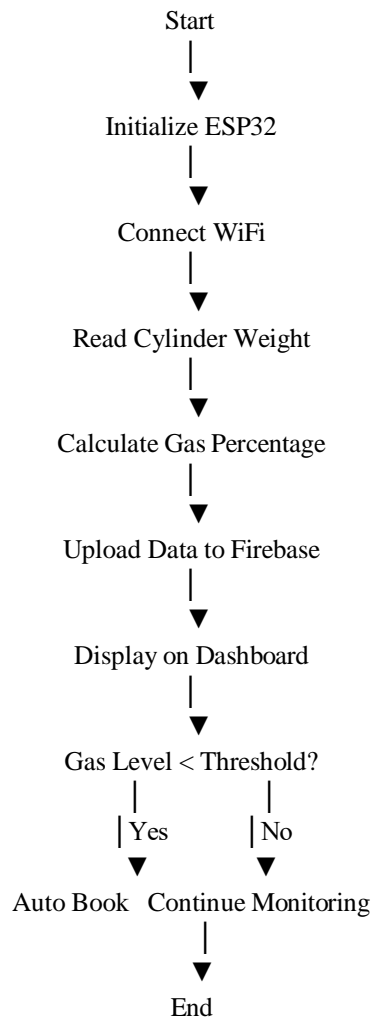 Start
Initialize ESP32
Connect WiFi
Read Cylinder Weight
Calculate Gas Percentage
Upload Data to Firebase
Display on Dashboard
Gas Level < Threshold?
Yes No
Auto Book Continue Monitoring
End